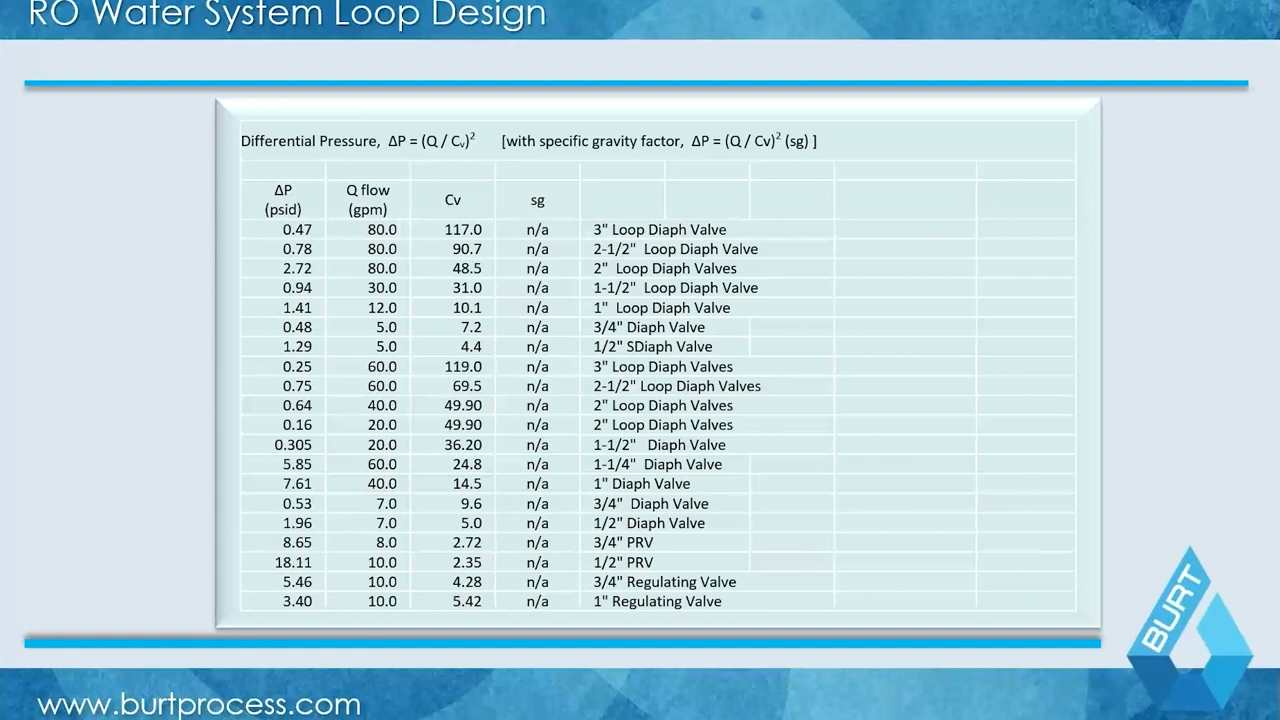 RO Water System Loop Design
Differential Pressure, ΔP = (Q / Cv)² [with specific gravity factor, ΔP = (Q / Cv)² (sg) ]
ΔP (psid) Q flow (gpm) Cv sg
0.47 80.0 117.0 n/a 3" Loop Diaph Valve
0.78 80.0 90.7 n/a 2-1/2" Loop Diaph Valve
2.72 80.0 48.5 n/a 2" Loop Diaph Valves
0.94 30.0 31.0 n/a 1-1/2" Loop Diaph Valve
1.41 12.0 10.1 n/a 1" Loop Diaph Valve
0.48 5.0 7.2 n/a 3/4" Diaph Valve
1.29 5.0 4.4 n/a 1/2" SDiaph Valve
0.25 60.0 119.0 n/a 3" Loop Diaph Valves
0.75 60.0 69.5 n/a 2-1/2" Loop Diaph Valves
0.64 40.0 49.90 n/a 2" Loop Diaph Valves
0.16 20.0 49.90 n/a 2" Loop Diaph Valves
0.305 20.0 36.20 n/a 1-1/2" Diaph Valve
5.85 60.0 24.8 n/a 1-1/4" Diaph Valve
7.61 40.0 14.5 n/a 1" Diaph Valve
0.53 7.0 9.6 n/a 3/4" Diaph Valve
1.96 7.0 5.0 n/a 1/2" Diaph Valve
8.65 8.0 2.72 n/a 3/4" PRV
18.11 10.0 2.35 n/a 1/2" PRV
5.46 10.0 4.28 n/a 3/4" Regulating Valve
3.40 10.0 5.42 n/a 1" Regulating Valve
BURT
www.burtprocess.com